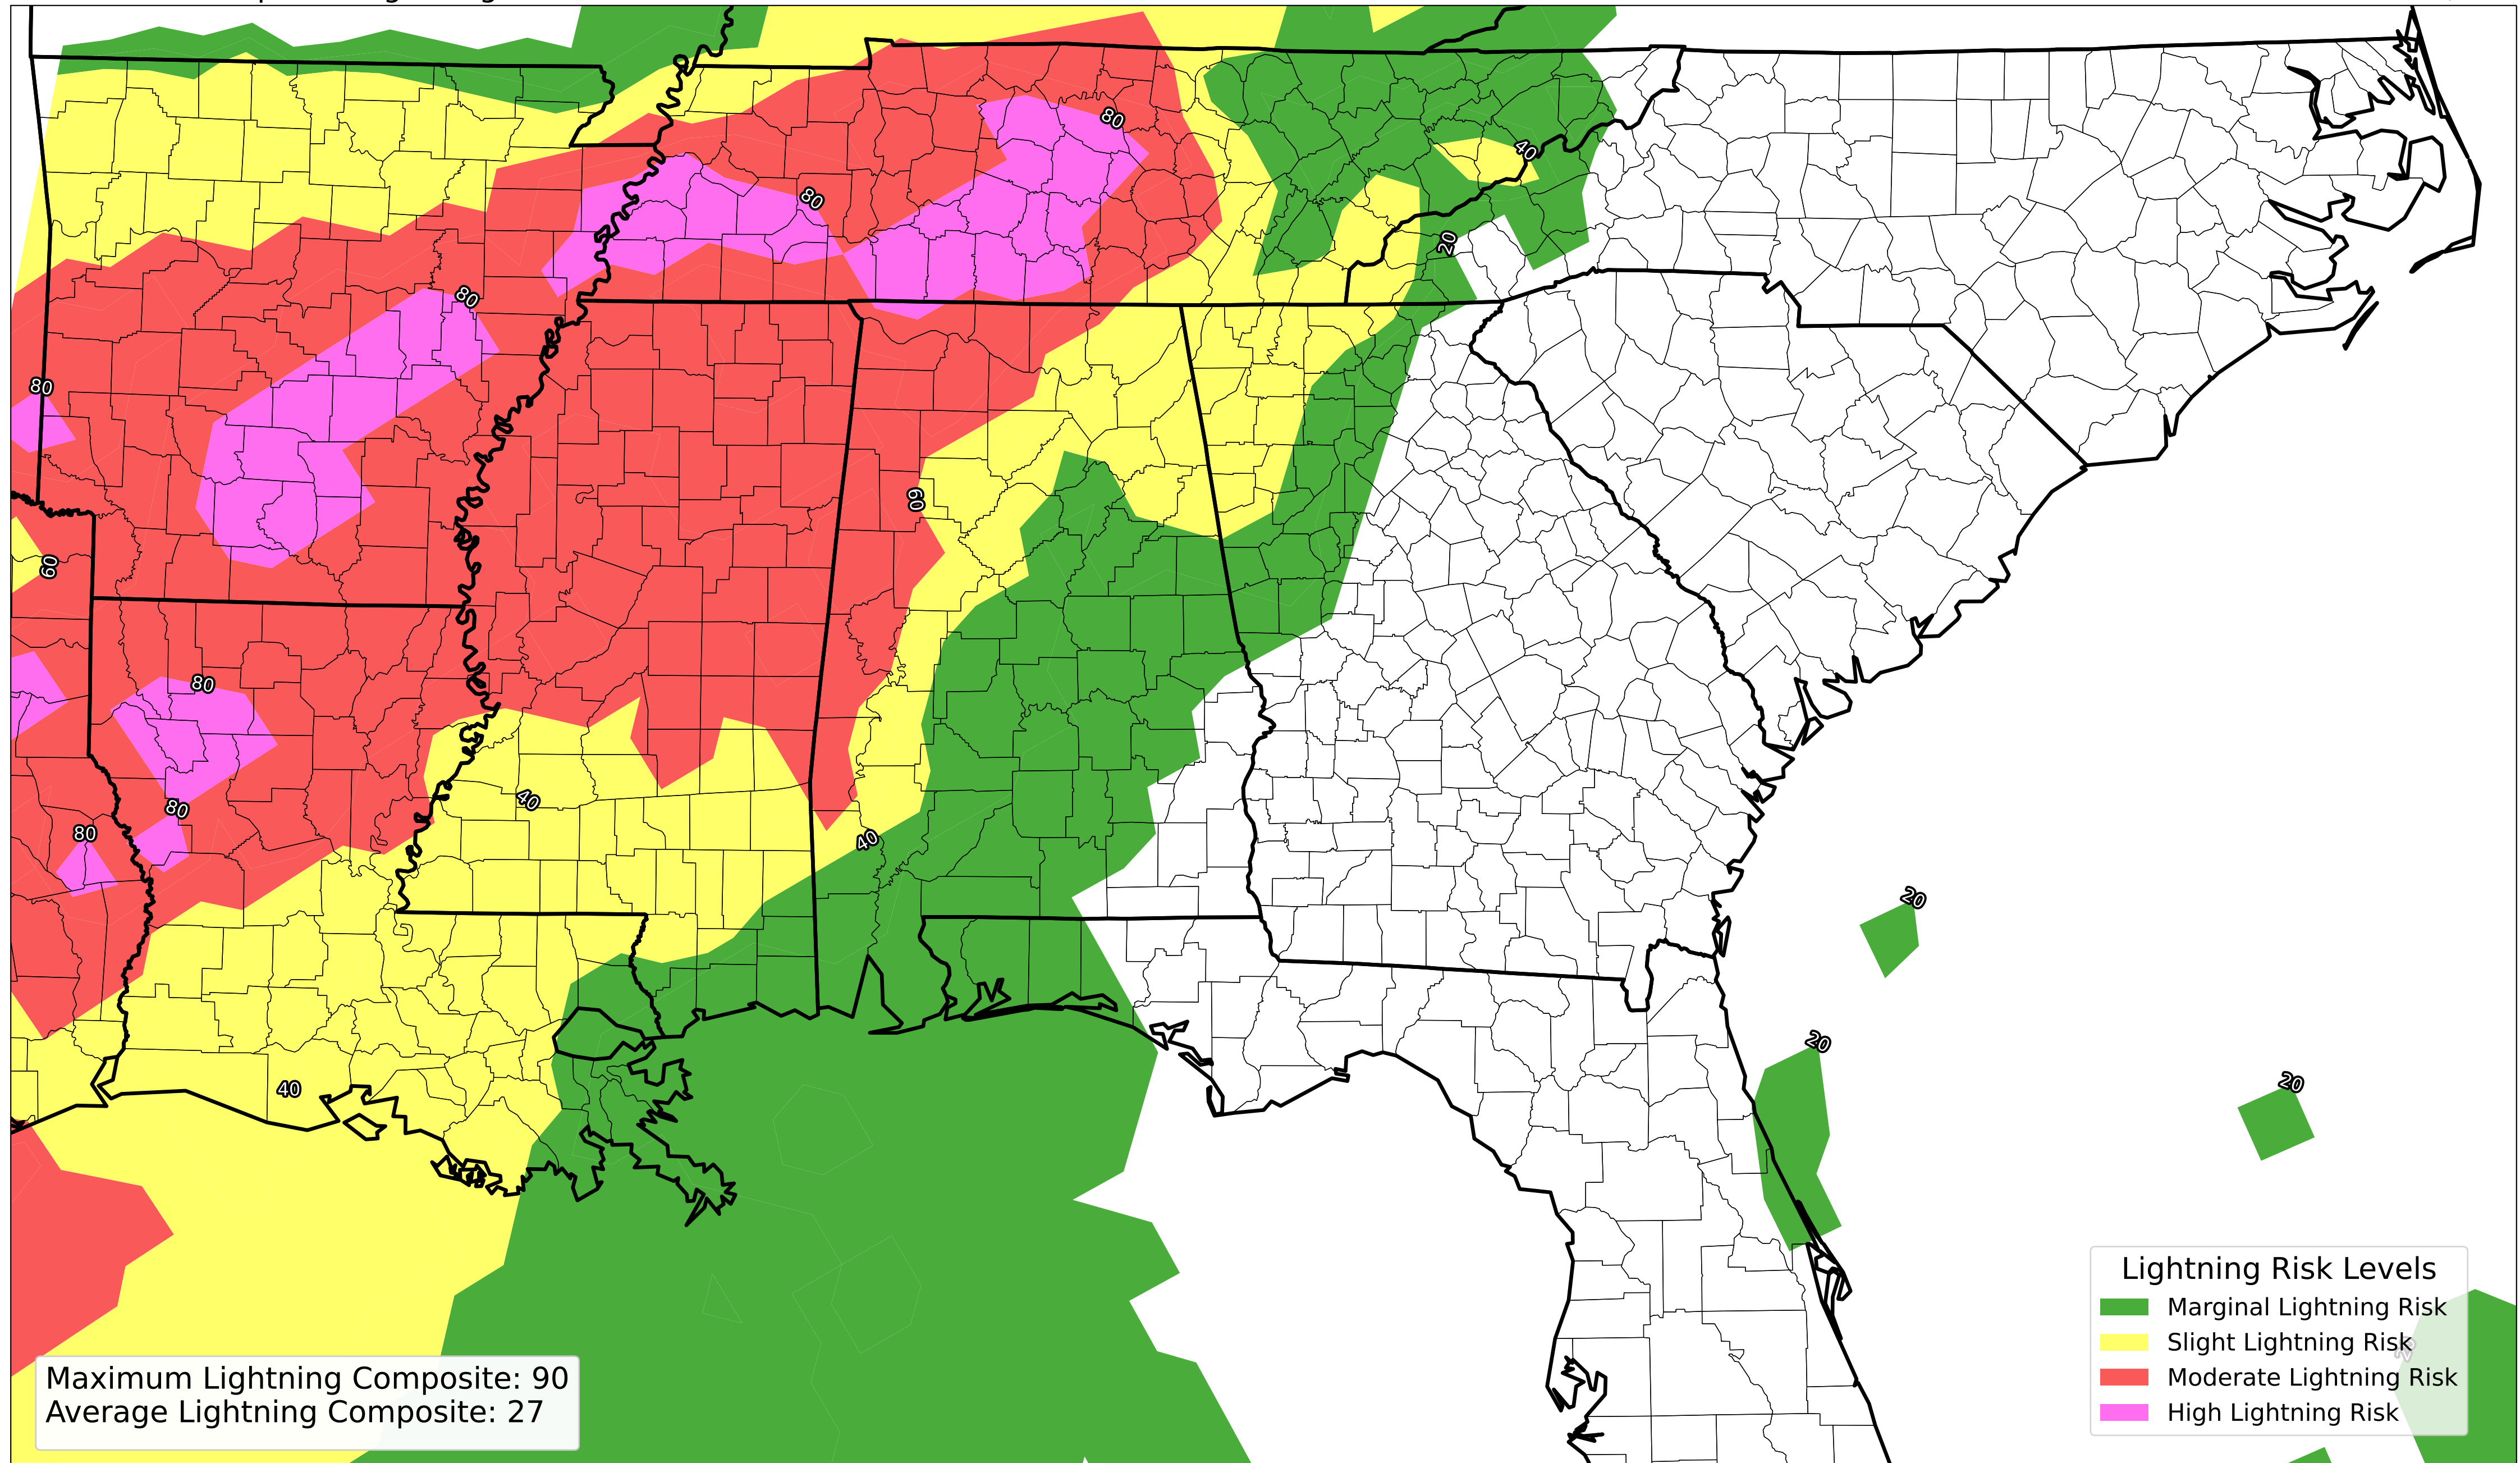 80
80
40
20
80
80
60
60
80
80
80
40
40
40
20
20
20
Lightning Risk Levels
Marginal Lightning Risk
Slight Lightning Risk
Moderate Lightning Risk
High Lightning Risk
Maximum Lightning Composite: 90
Average Lightning Composite: 27